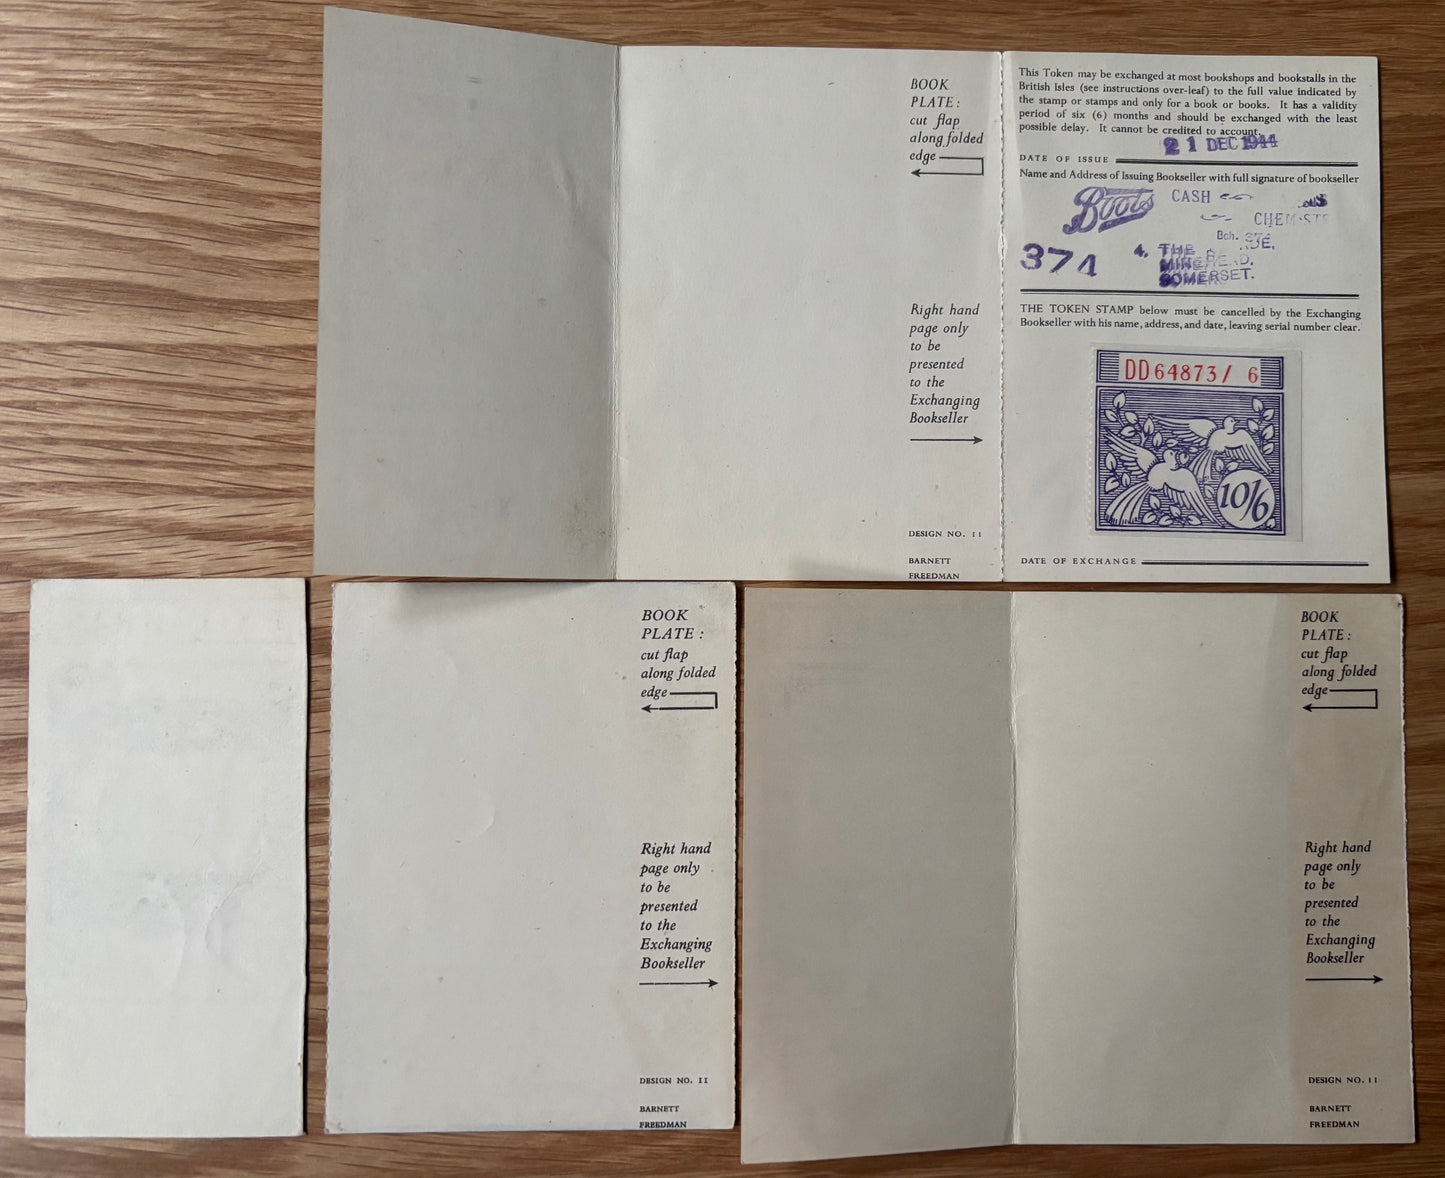 BOOK
PLATE :
cut flap
along folded
edge
Right hand
page only
to be
presented
to the
Exchanging
Bookseller
DESIGN NO. 11
BARNETT
FREEDMAN
This Token may be exchanged at most bookshops and bookstalls in the
British Isles (see instructions over-leaf) to the full value indicated by
the stamp or stamps and only for a book or books. It has a validity
period of six (6) months and should be exchanged with the least
possible delay. It cannot be credited to account.
21 DEC 1944
DATE OF ISSUE
Name and Address of Issuing Bookseller with full signature of bookseller
Boots CASH
Bch.
374 4, THE
SOMERSET.
THE TOKEN STAMP below must be cancelled by the Exchanging
Bookseller with his name, address, and date, leaving serial number clear.
DD64873/ 6
10/6
DATE OF EXCHANGE
BOOK
PLATE :
cut flap
along folded
edge
Right hand
page only
to be
presented
to the
Exchanging
Bookseller
DESIGN NO. 11
BARNETT
FREEDMAN
BOOK
PLATE :
cut flap
along folded
edge
Right hand
page only
to be
presented
to the
Exchanging
Bookseller
DESIGN NO. 11
BARNETT
FREEDMAN